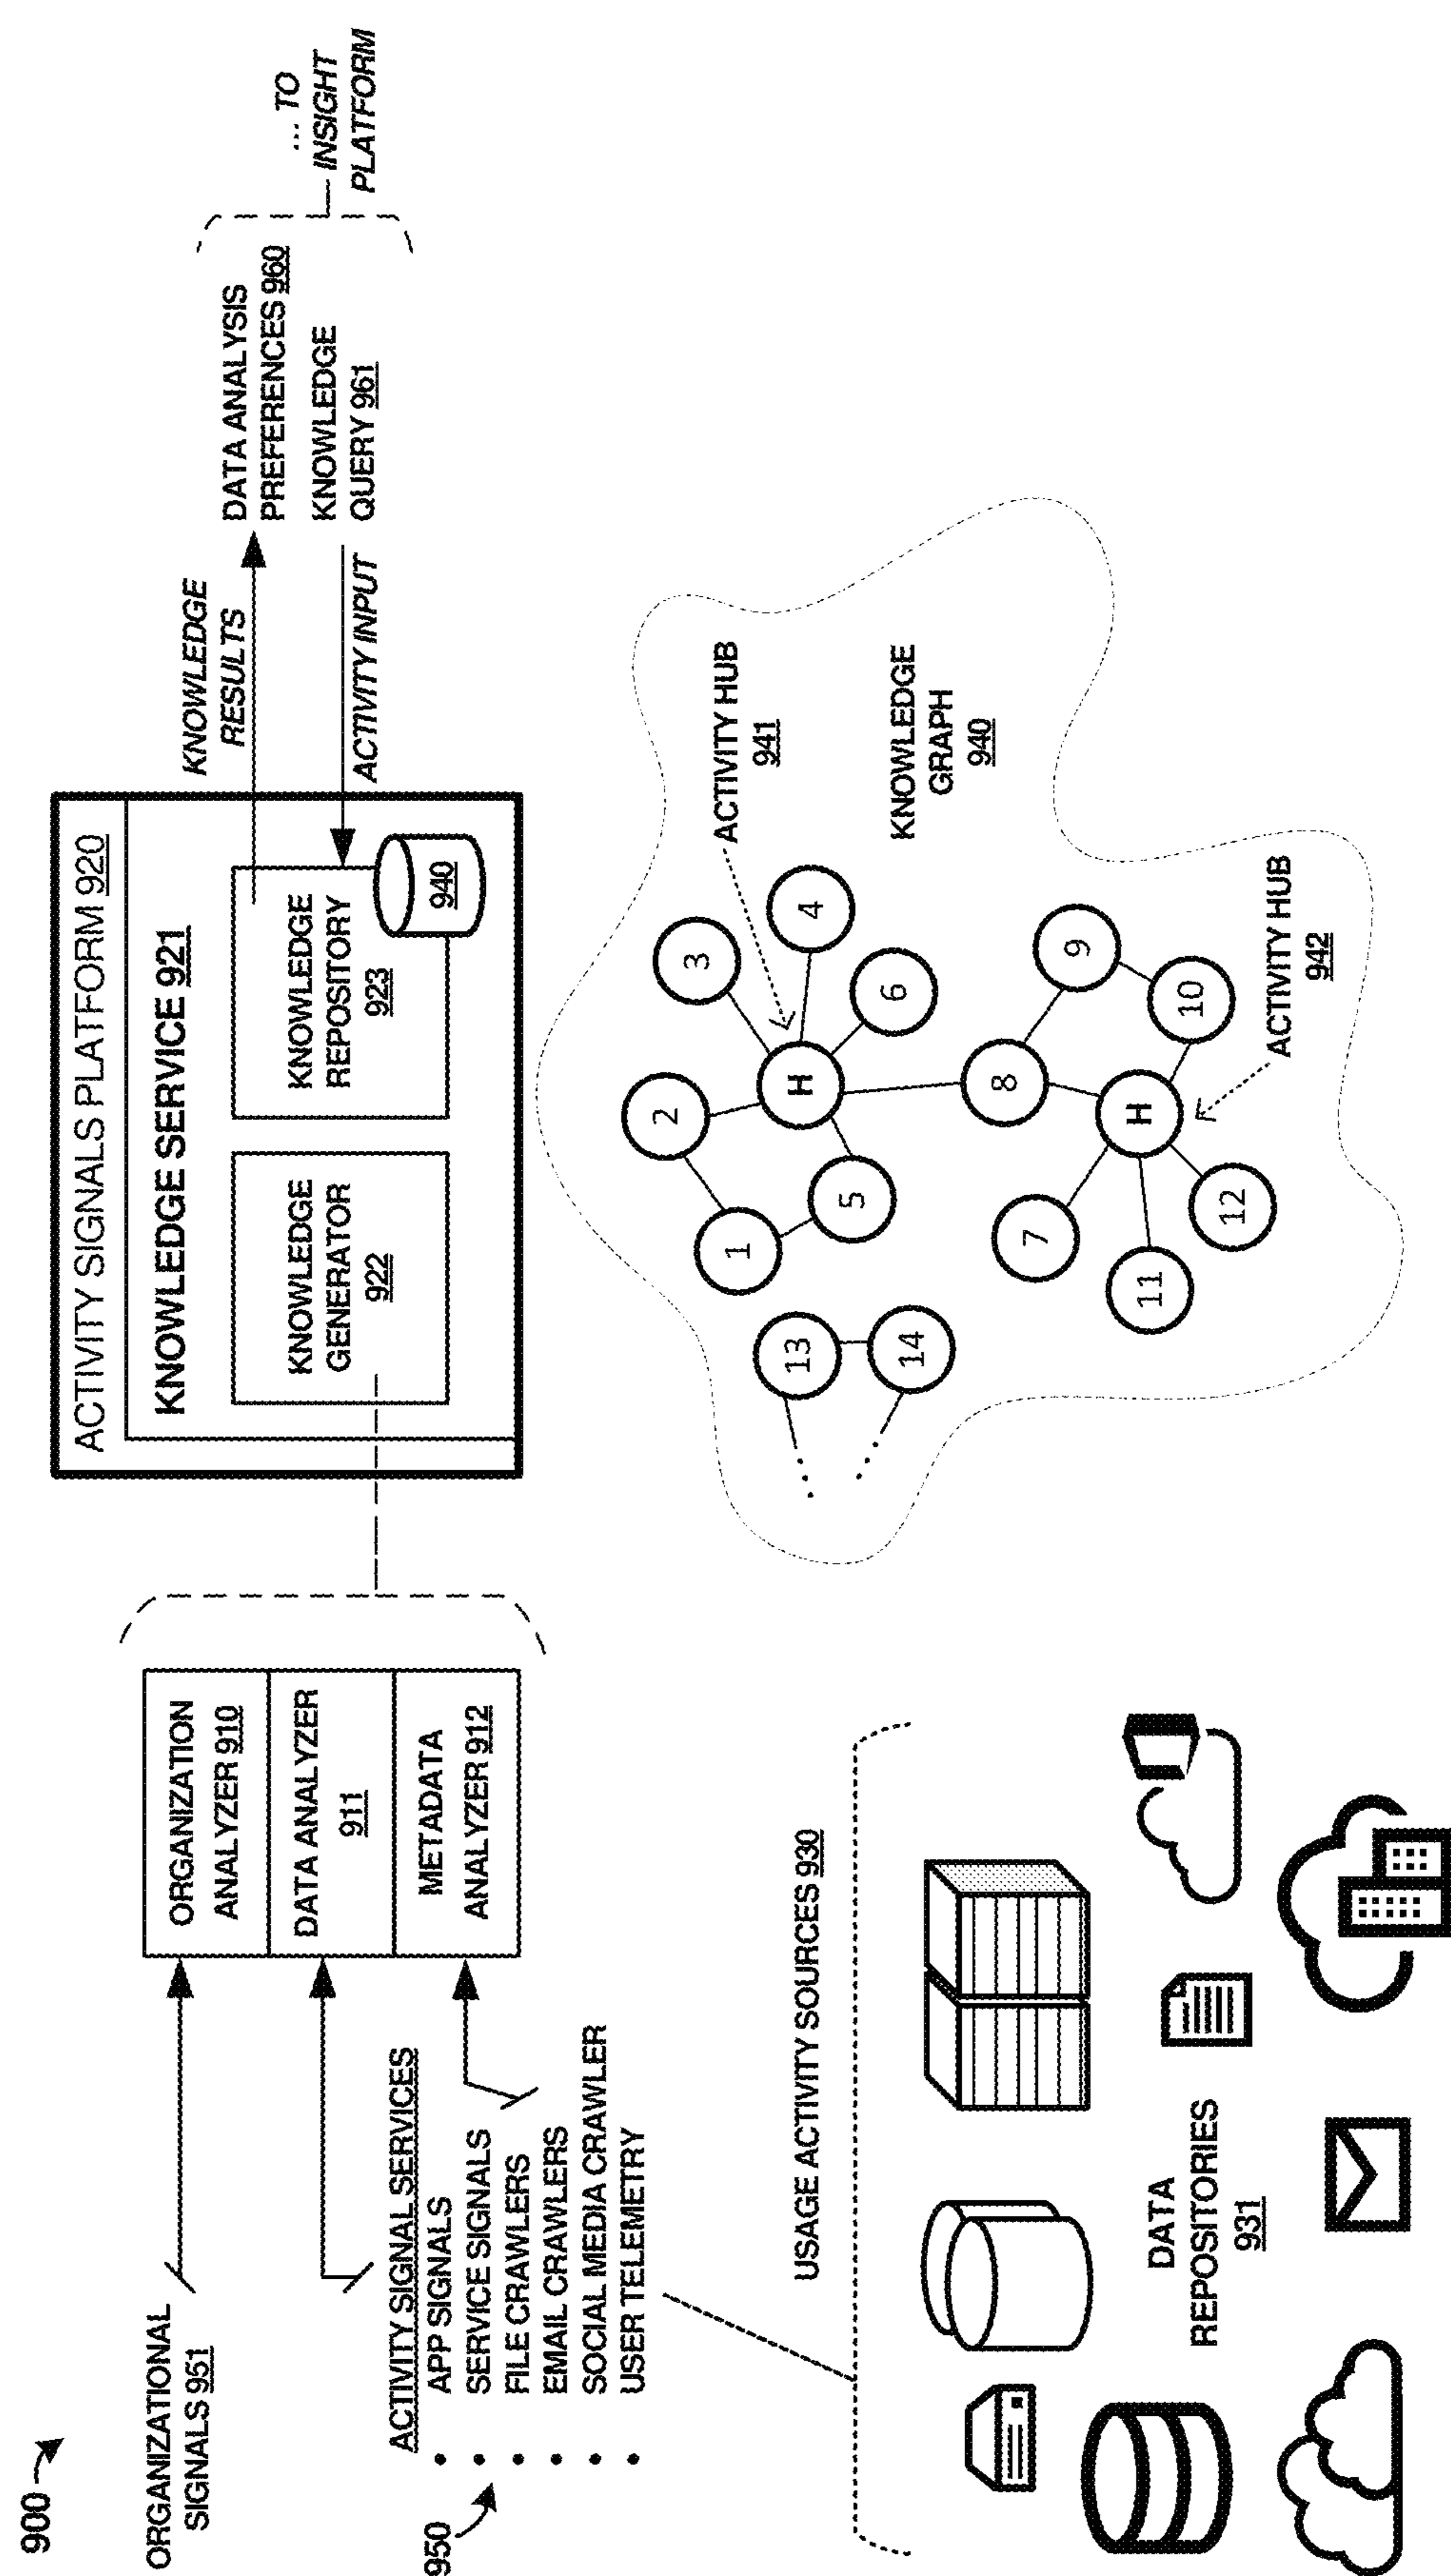 900
ORGANIZATIONAL
SIGNALS 951
950
ACTIVITY SIGNAL SERVICES
• APP SIGNALS
• SERVICE SIGNALS
• FILE CRAWLERS
• EMAIL CRAWLERS
• SOCIAL MEDIA CRAWLER
• USER TELEMETRY
ORGANIZATION
ANALYZER 910
DATA ANALYZER
911
METADATA
ANALYZER 912
ACTIVITY SIGNALS PLATFORM 920
KNOWLEDGE SERVICE 921
KNOWLEDGE
GENERATOR
922
KNOWLEDGE
REPOSITORY
923
940
KNOWLEDGE
RESULTS
ACTIVITY INPUT
DATA ANALYSIS
PREFERENCES 960
KNOWLEDGE
QUERY 961
... TO
INSIGHT
PLATFORM
USAGE ACTIVITY SOURCES 930
DATA
REPOSITORIES
931
13
14
1
2
3
4
5
6
H
7
8
9
10
11
12
H
ACTIVITY HUB
941
KNOWLEDGE
GRAPH
940
ACTIVITY HUB
942